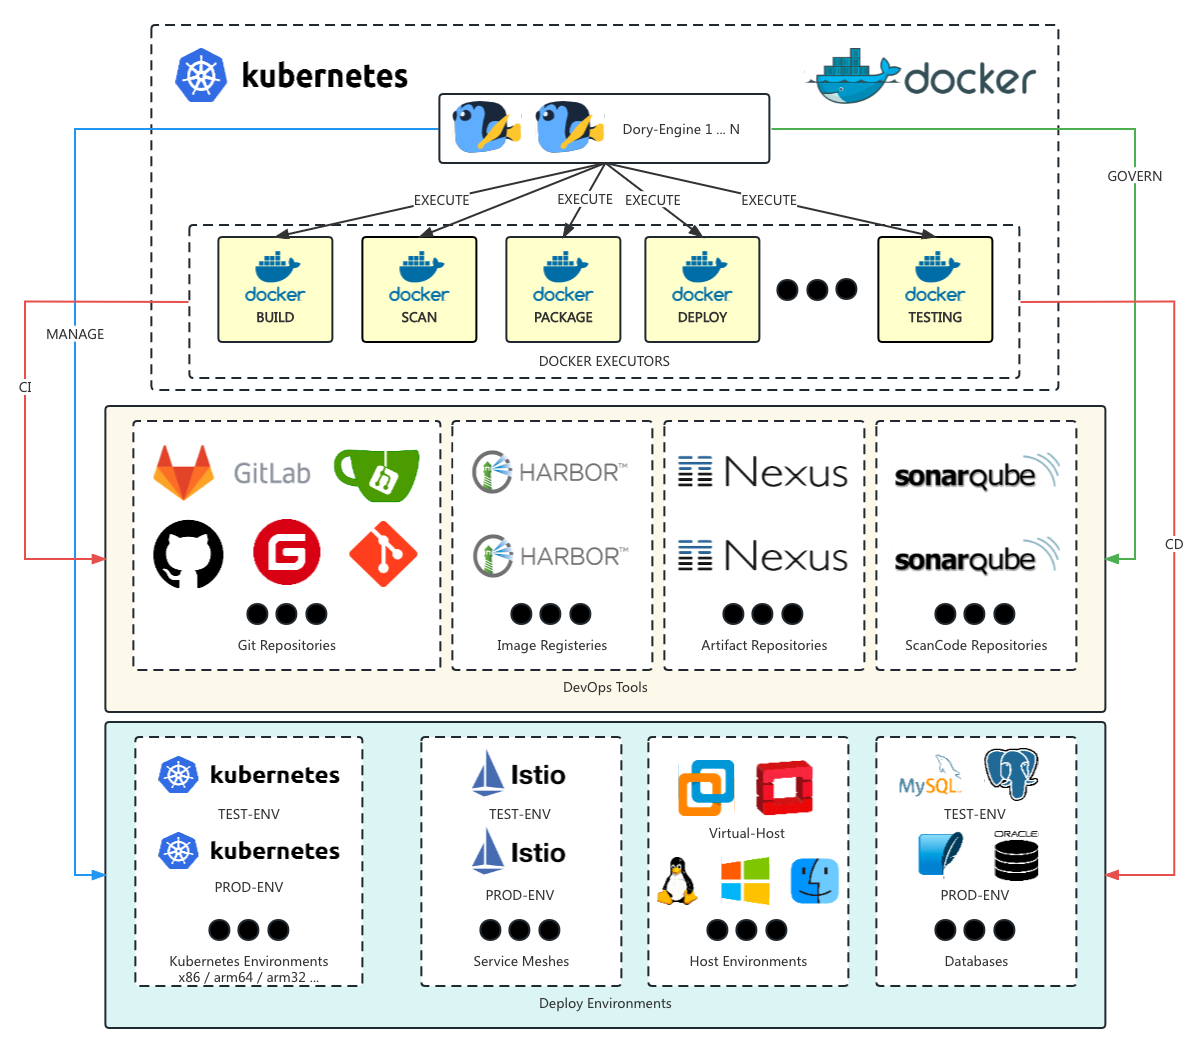 kubernetes
docker
Dory-Engine 1 ... N
GOVERN
EXECUTE
EXECUTE
EXECUTE
EXECUTE
docker
BUILD
docker
SCAN
docker
PACKAGE
docker
DEPLOY
docker
TESTING
MANAGE
DOCKER EXECUTORS
CI
CD
GitLab
HARBOR™
HARBOR™
Nexus
Nexus
sonarqube
sonarqube
Git Repositories
Image Registeries
Artifact Repositories
ScanCode Repositories
DevOps Tools
kubernetes
TEST-ENV
kubernetes
PROD-ENV
Kubernetes Environments
x86 / arm64 / arm32 ...
Istio
TEST-ENV
Istio
PROD-ENV
Service Meshes
Virtual-Host
Host Environments
MySQL
TEST-ENV
ORACLE
PROD-ENV
Databases
Deploy Environments